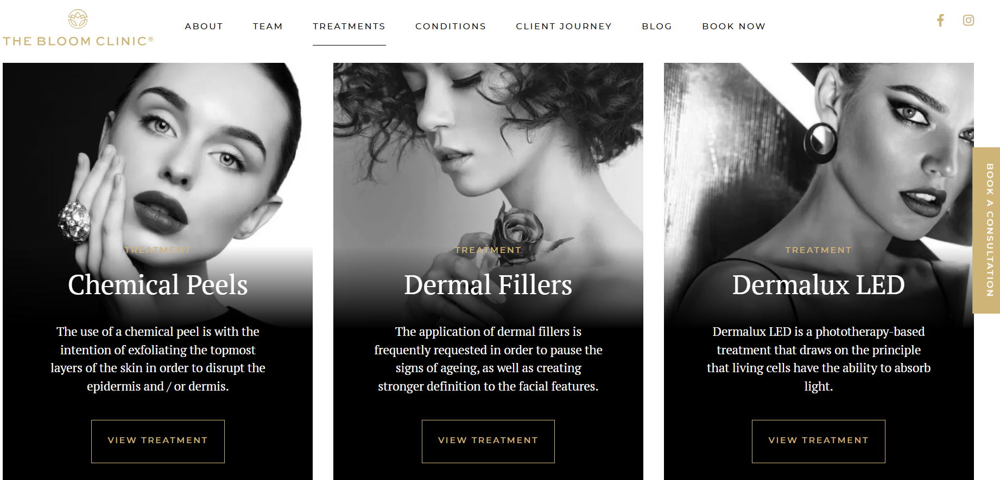 THE BLOOM CLINIC®
ABOUT TEAM TREATMENTS CONDITIONS CLIENT JOURNEY BLOG BOOK NOW
TREATMENT
Chemical Peels
The use of a chemical peel is with the
intention of exfoliating the topmost
layers of the skin in order to disrupt the
epidermis and / or dermis.
VIEW TREATMENT
TREATMENT
Dermal Fillers
The application of dermal fillers is
frequently requested in order to pause the
signs of ageing, as well as creating
stronger definition to the facial features.
VIEW TREATMENT
TREATMENT
Dermalux LED
Dermalux LED is a phototherapy-based
treatment that draws on the principle
that living cells have the ability to absorb
light.
VIEW TREATMENT
BOOK A CONSULTATION